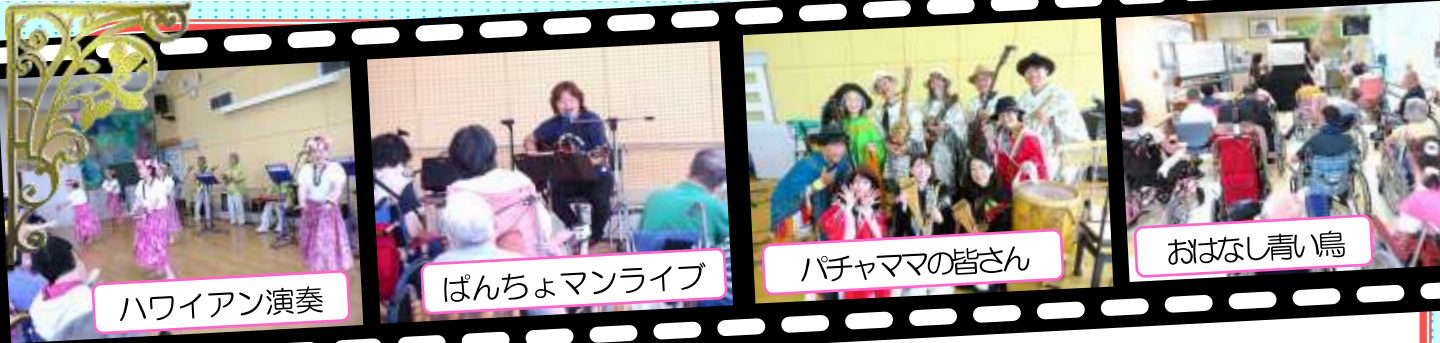 ハワイアン演奏
ぱんちょマンライブ
パチャママの皆さん
おはなし青い鳥